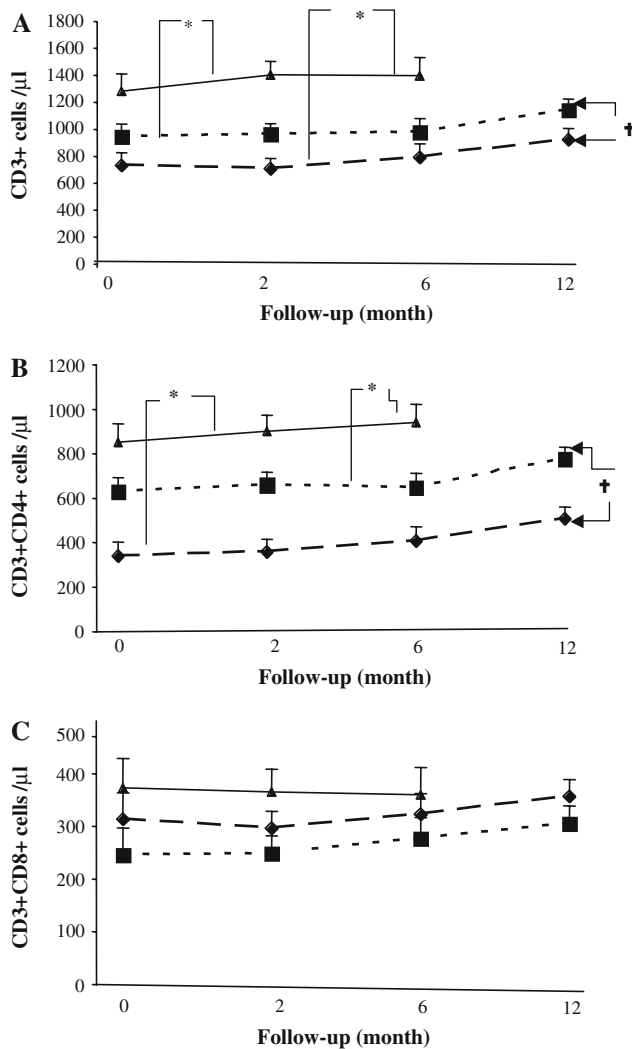 A
1800
1600
1400
1200
1000
800
600
400
200
0
CD3+ cells /µl
* *
✝
0 2 6 12
Follow-up (month)
B
1200
1000
800
600
400
200
0
CD3+CD4+ cells /µl
* *
✝
0 2 6 12
Follow-up (month)
C
500
400
300
200
100
0
CD3+CD8+ cells /µl
0 2 6 12
Follow-up (month)